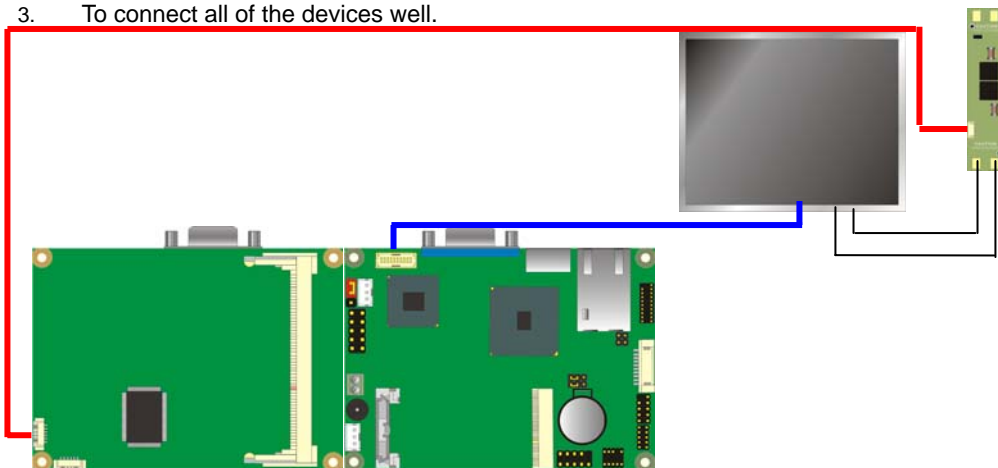 3. To connect all of the devices well.